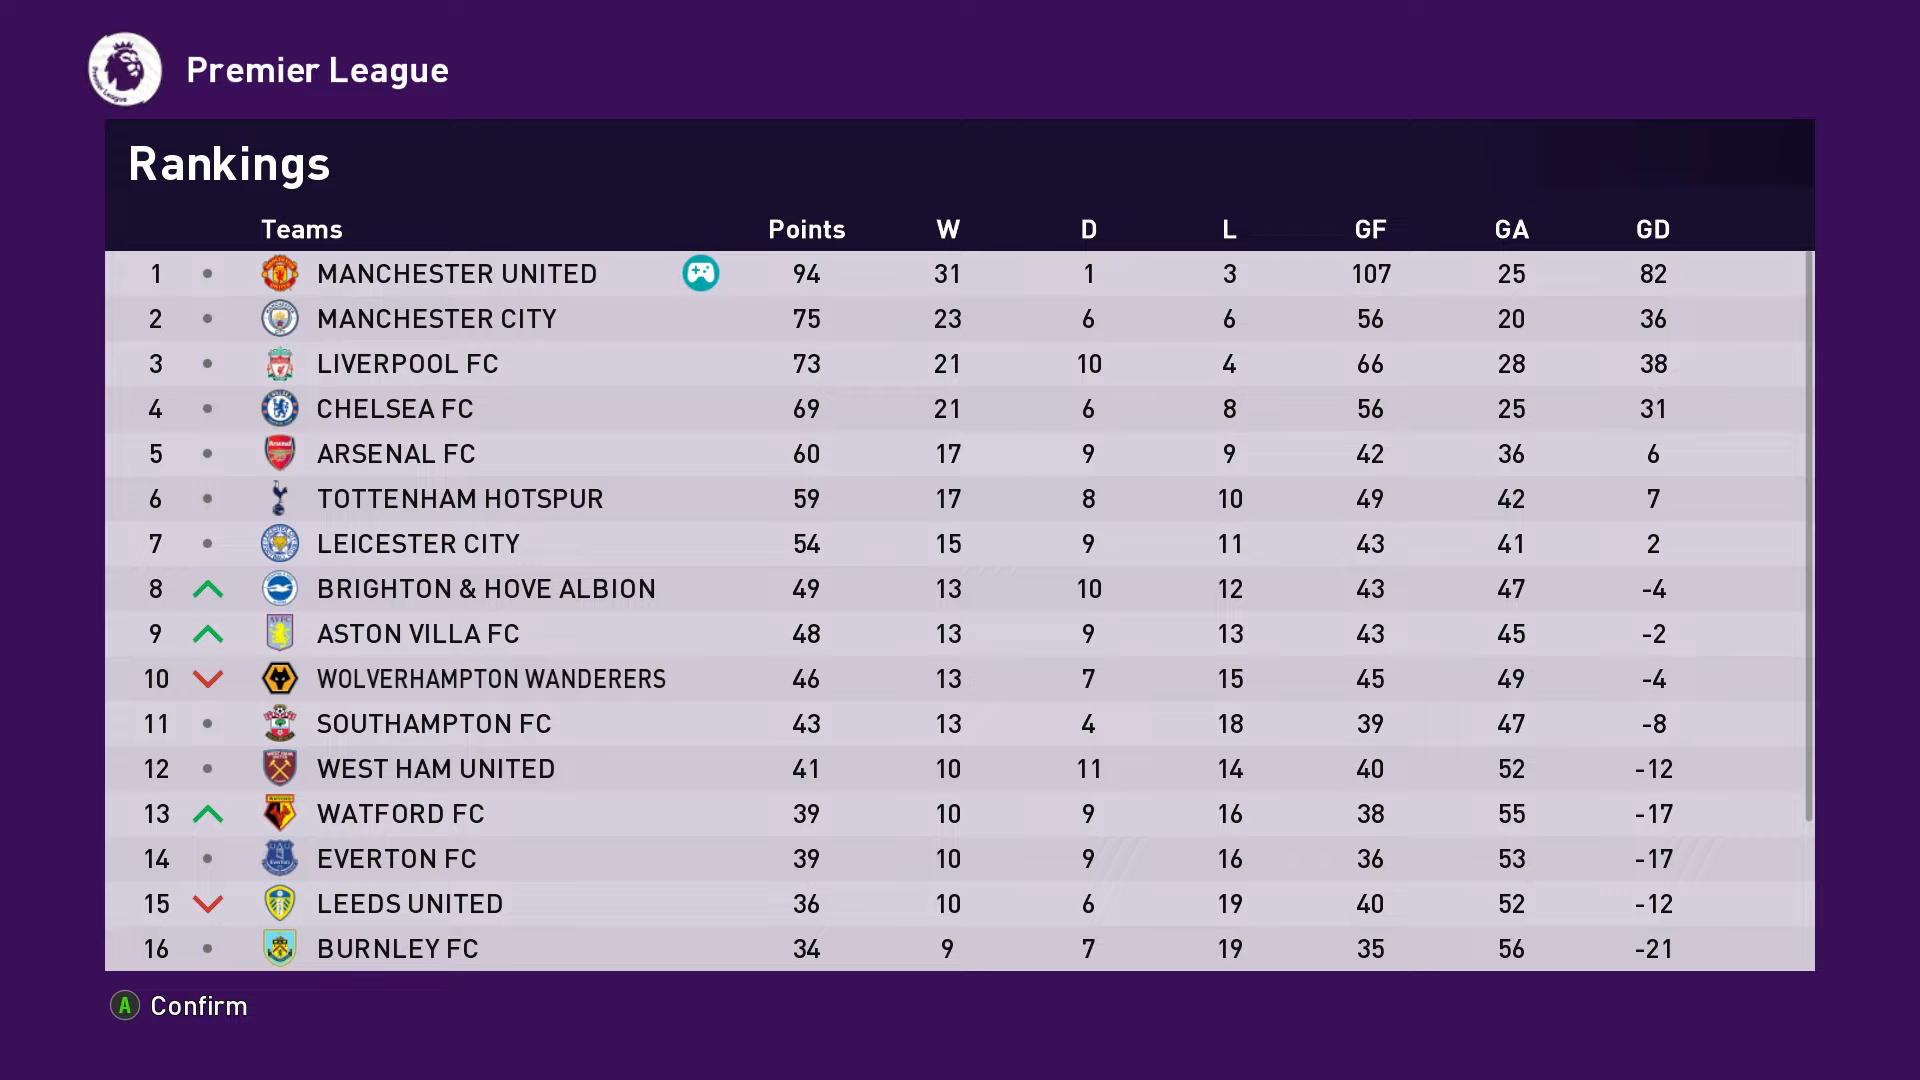 Premier League
Rankings
Teams Points W D L GF GA GD
1 MANCHESTER UNITED 94 31 1 3 107 25 82
2 MANCHESTER CITY 75 23 6 6 56 20 36
3 LIVERPOOL FC 73 21 10 4 66 28 38
4 CHELSEA FC 69 21 6 8 56 25 31
5 ARSENAL FC 60 17 9 9 42 36 6
6 TOTTENHAM HOTSPUR 59 17 8 10 49 42 7
7 LEICESTER CITY 54 15 9 11 43 41 2
8 BRIGHTON & HOVE ALBION 49 13 10 12 43 47 -4
9 ASTON VILLA FC 48 13 9 13 43 45 -2
10 WOLVERHAMPTON WANDERERS 46 13 7 15 45 49 -4
11 SOUTHAMPTON FC 43 13 4 18 39 47 -8
12 WEST HAM UNITED 41 10 11 14 40 52 -12
13 WATFORD FC 39 10 9 16 38 55 -17
14 EVERTON FC 39 10 9 16 36 53 -17
15 LEEDS UNITED 36 10 6 19 40 52 -12
16 BURNLEY FC 34 9 7 19 35 56 -21
A Confirm